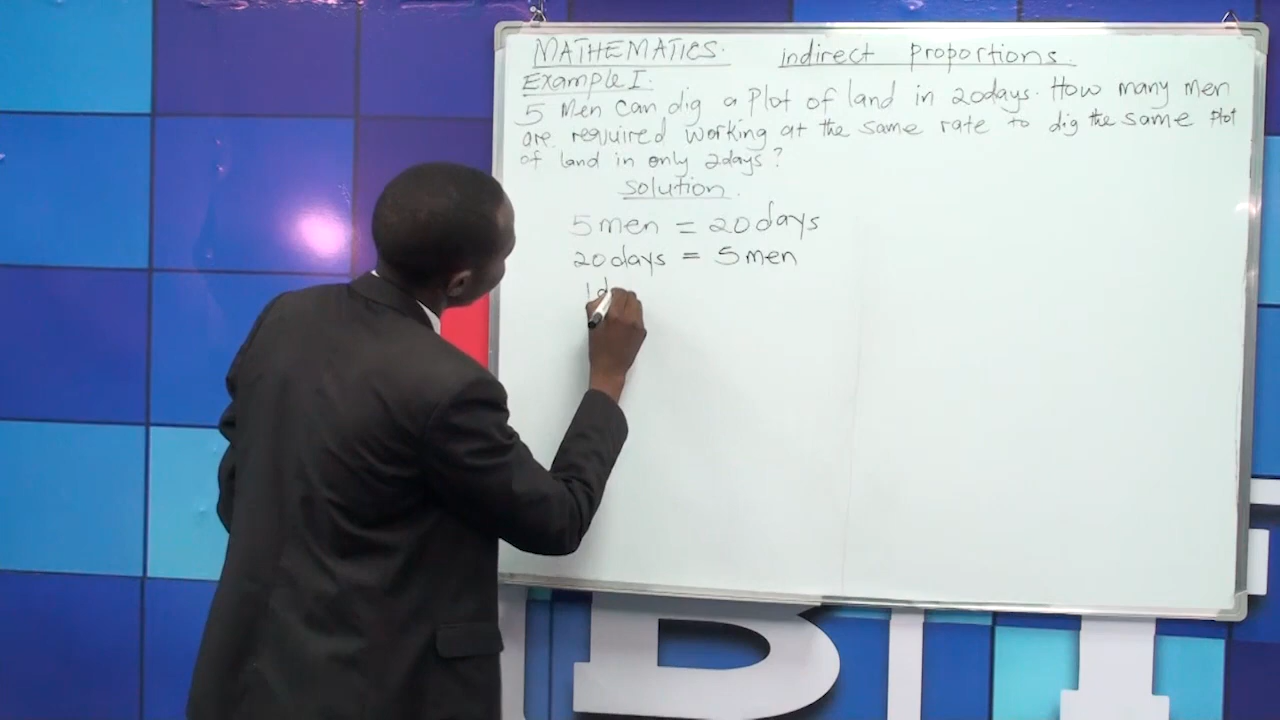 MATHEMATICS. indirect proportions.
Example I.
5 Men can dig a plot of land in 20days. How many men
are required working at the same rate to dig the same plot
of land in only 2days?
solution.
5men = 20days
20days = 5men
1d